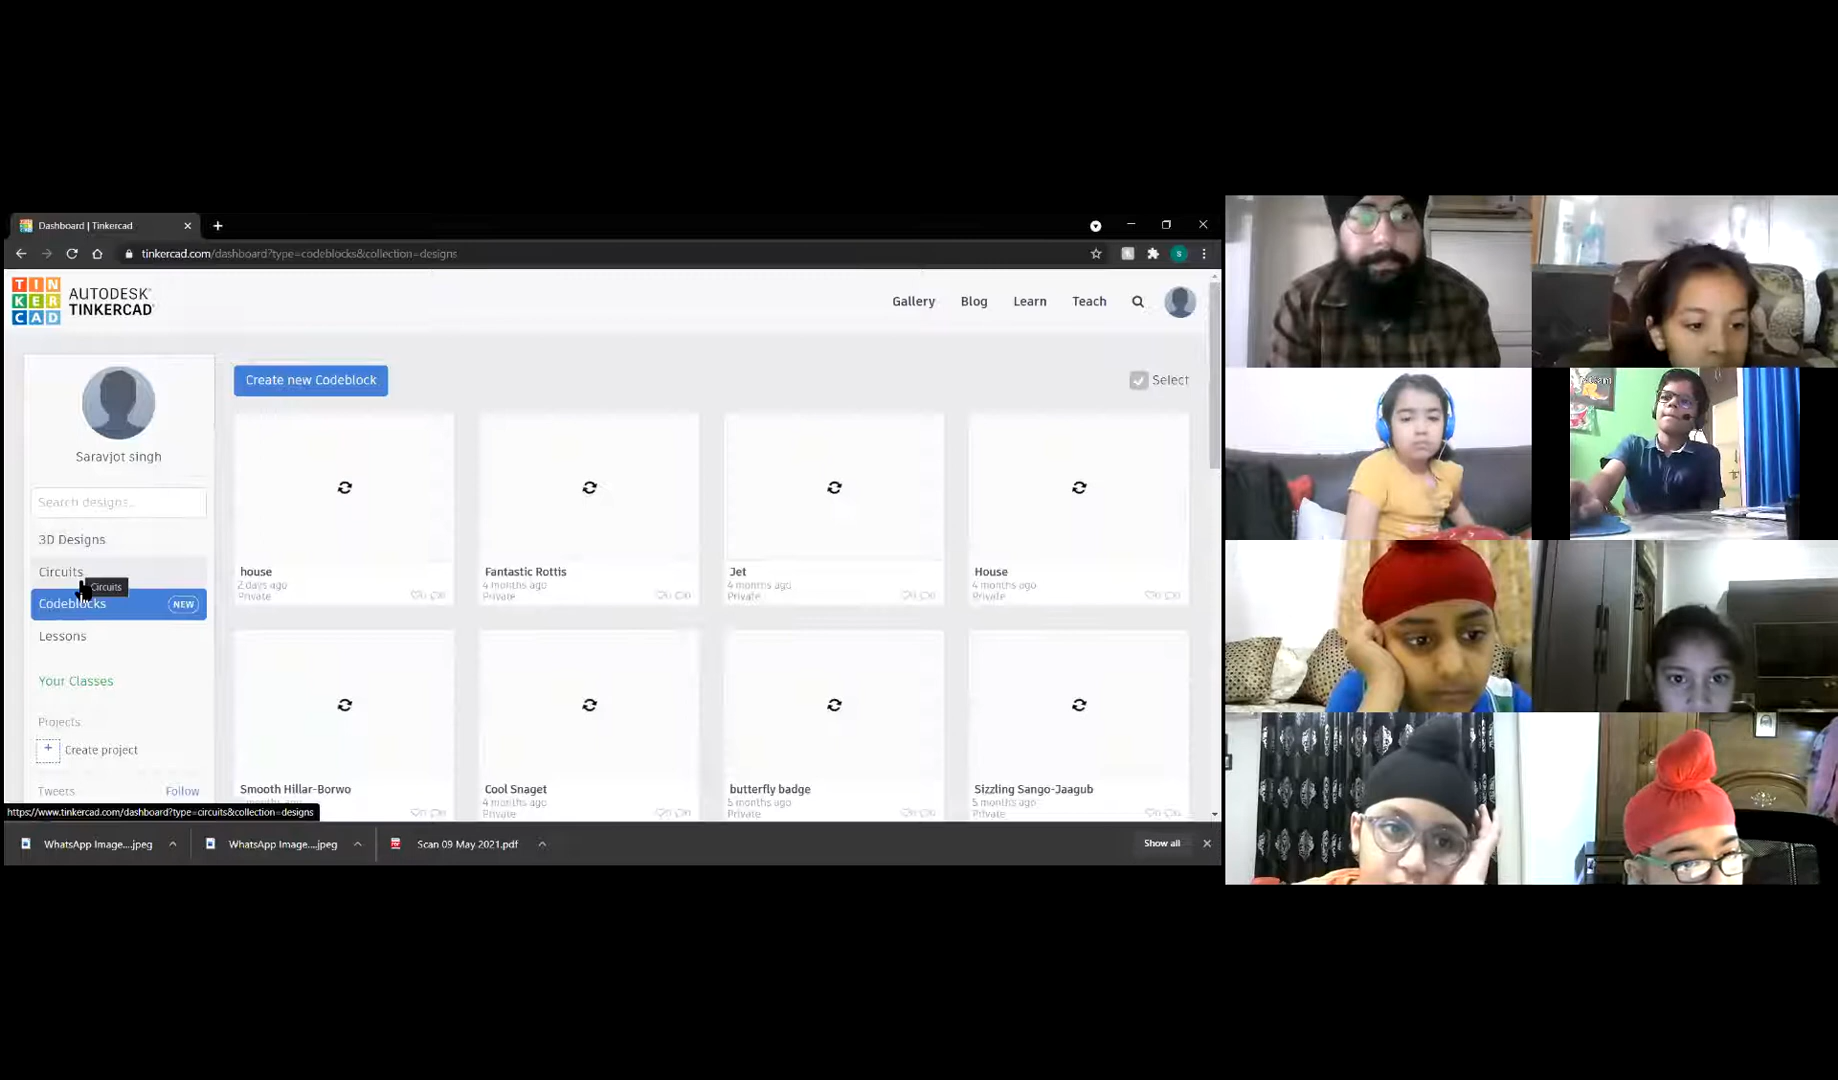 Dashboard | Tinkercad
tinkercad.com/dashboard?type=codeblocks&collection=designs
S
TIN
KER
CAD
AUTODESK
TINKERCAD
Gallery Blog Learn Teach
Saravjot singh
Search designs...
3D Designs
Circuits
Circuits
Codeblocks NEW
Lessons
Your Classes
Projects
+ Create project
Tweets Follow
Create new Codeblock
Select
house
2 days ago
Private
Fantastic Rottis
4 months ago
Private
Jet
4 months ago
Private
House
4 months ago
Private
Smooth Hillar-Borwo
months ago
Cool Snaget
4 months ago
Private
butterfly badge
5 months ago
Private
Sizzling Sango-Jaagub
5 months ago
Private
https://www.tinkercad.com/dashboard?type=circuits&collection=designs
WhatsApp Image....jpeg
WhatsApp Image....jpeg
Scan 09 May 2021.pdf
Show all